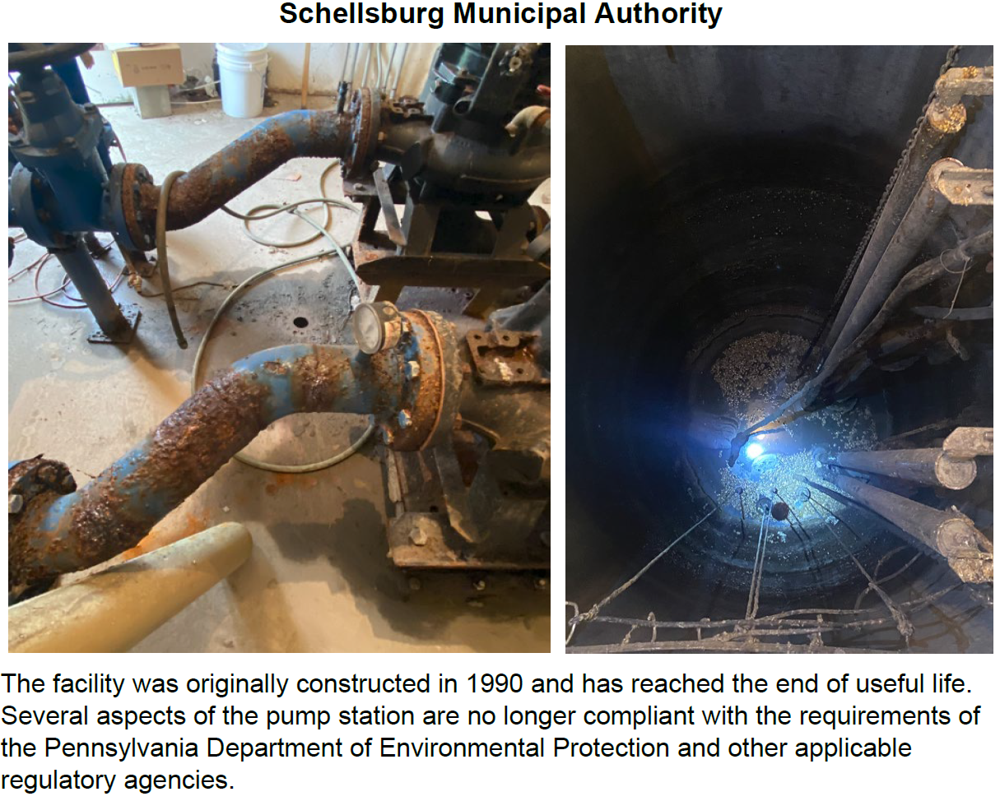 Schellsburg Municipal Authority
The facility was originally constructed in 1990 and has reached the end of useful life.
Several aspects of the pump station are no longer compliant with the requirements of
the Pennsylvania Department of Environmental Protection and other applicable
regulatory agencies.